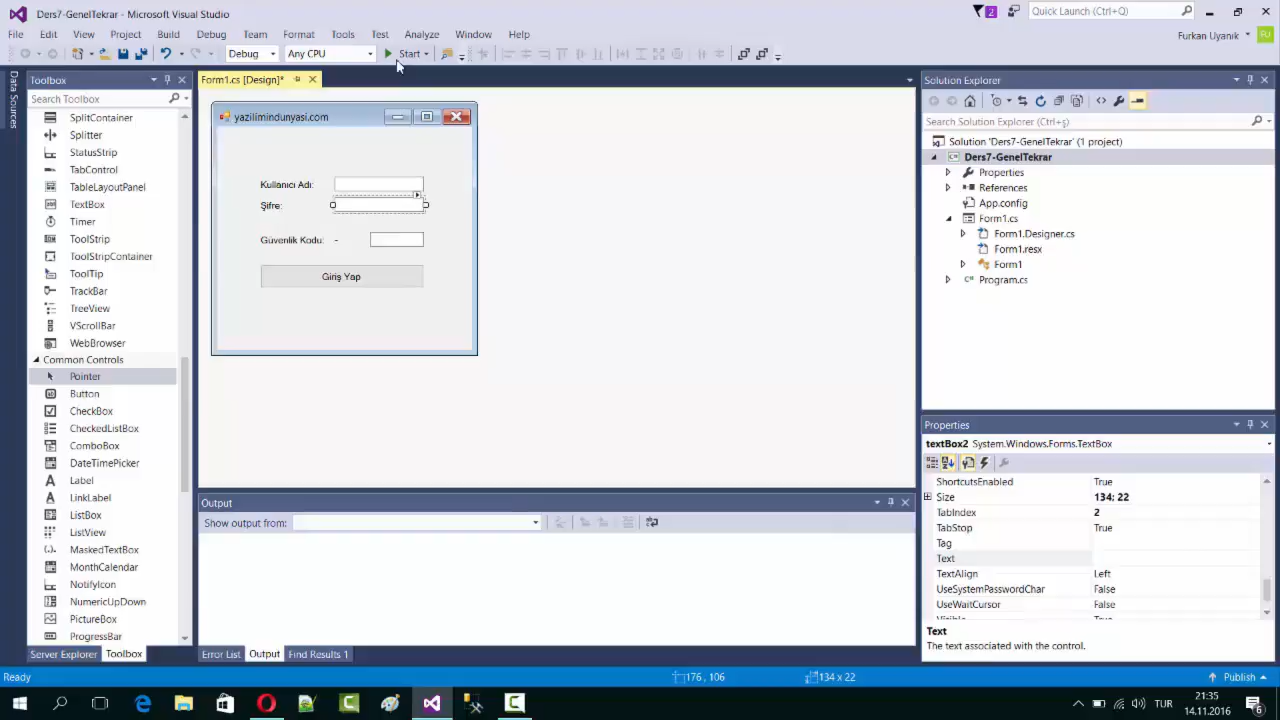 Ders7-GenelTekrar - Microsoft Visual Studio
2
Quick Launch (Ctrl+Q)
File Edit View Project Build Debug Team Format Tools Test Analyze Window Help
Furkan Uyanik
FU
Debug Any CPU Start
Data Sources
Toolbox
Search Toolbox
SplitContainer
Splitter
StatusStrip
TabControl
TableLayoutPanel
TextBox
Timer
ToolStrip
ToolStripContainer
ToolTip
TrackBar
TreeView
VScrollBar
WebBrowser
Common Controls
Pointer
Button
CheckBox
CheckedListBox
ComboBox
DateTimePicker
Label
LinkLabel
ListBox
ListView
MaskedTextBox
MonthCalendar
NotifyIcon
NumericUpDown
PictureBox
ProgressBar
Server Explorer Toolbox
Form1.cs [Design]*
yazilimindunyasi.com
Kullanıcı Adı:
Şifre:
Güvenlik Kodu: -
Giriş Yap
Output
Show output from:
Error List Output Find Results 1
Solution Explorer
Search Solution Explorer (Ctrl+ş)
Solution 'Ders7-GenelTekrar' (1 project)
Ders7-GenelTekrar
Properties
References
App.config
Form1.cs
Form1.Designer.cs
Form1.resx
Form1
Program.cs
Properties
textBox2 System.Windows.Forms.TextBox
ShortcutsEnabled True
Size 134; 22
TabIndex 2
TabStop True
Tag
Text
TextAlign Left
UseSystemPasswordChar False
UseWaitCursor False
Visible True
Text
The text associated with the control.
Ready 176 , 106 134 x 22 Publish
TUR
21:35
14.11.2016
6